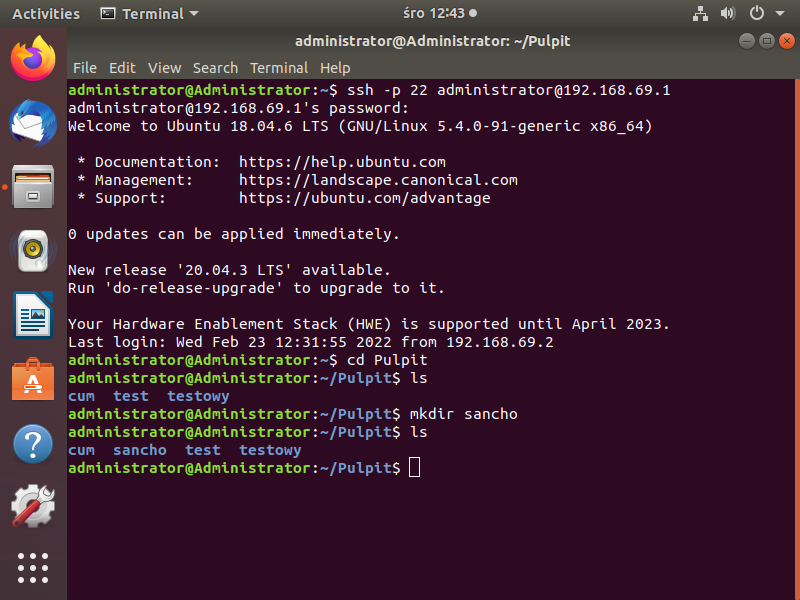 Activities Terminal śro 12:43
administrator@Administrator: ~/Pulpit
File Edit View Search Terminal Help
administrator@Administrator:~$ ssh -p 22 administrator@192.168.69.1
administrator@192.168.69.1's password:
Welcome to Ubuntu 18.04.6 LTS (GNU/Linux 5.4.0-91-generic x86_64)
 * Documentation:  https://help.ubuntu.com
 * Management:     https://landscape.canonical.com
 * Support:        https://ubuntu.com/advantage
0 updates can be applied immediately.
New release '20.04.3 LTS' available.
Run 'do-release-upgrade' to upgrade to it.
Your Hardware Enablement Stack (HWE) is supported until April 2023.
Last login: Wed Feb 23 12:31:55 2022 from 192.168.69.2
administrator@Administrator:~$ cd Pulpit
administrator@Administrator:~/Pulpit$ ls
cum  test  testowy
administrator@Administrator:~/Pulpit$ mkdir sancho
administrator@Administrator:~/Pulpit$ ls
cum  sancho  test  testowy
administrator@Administrator:~/Pulpit$